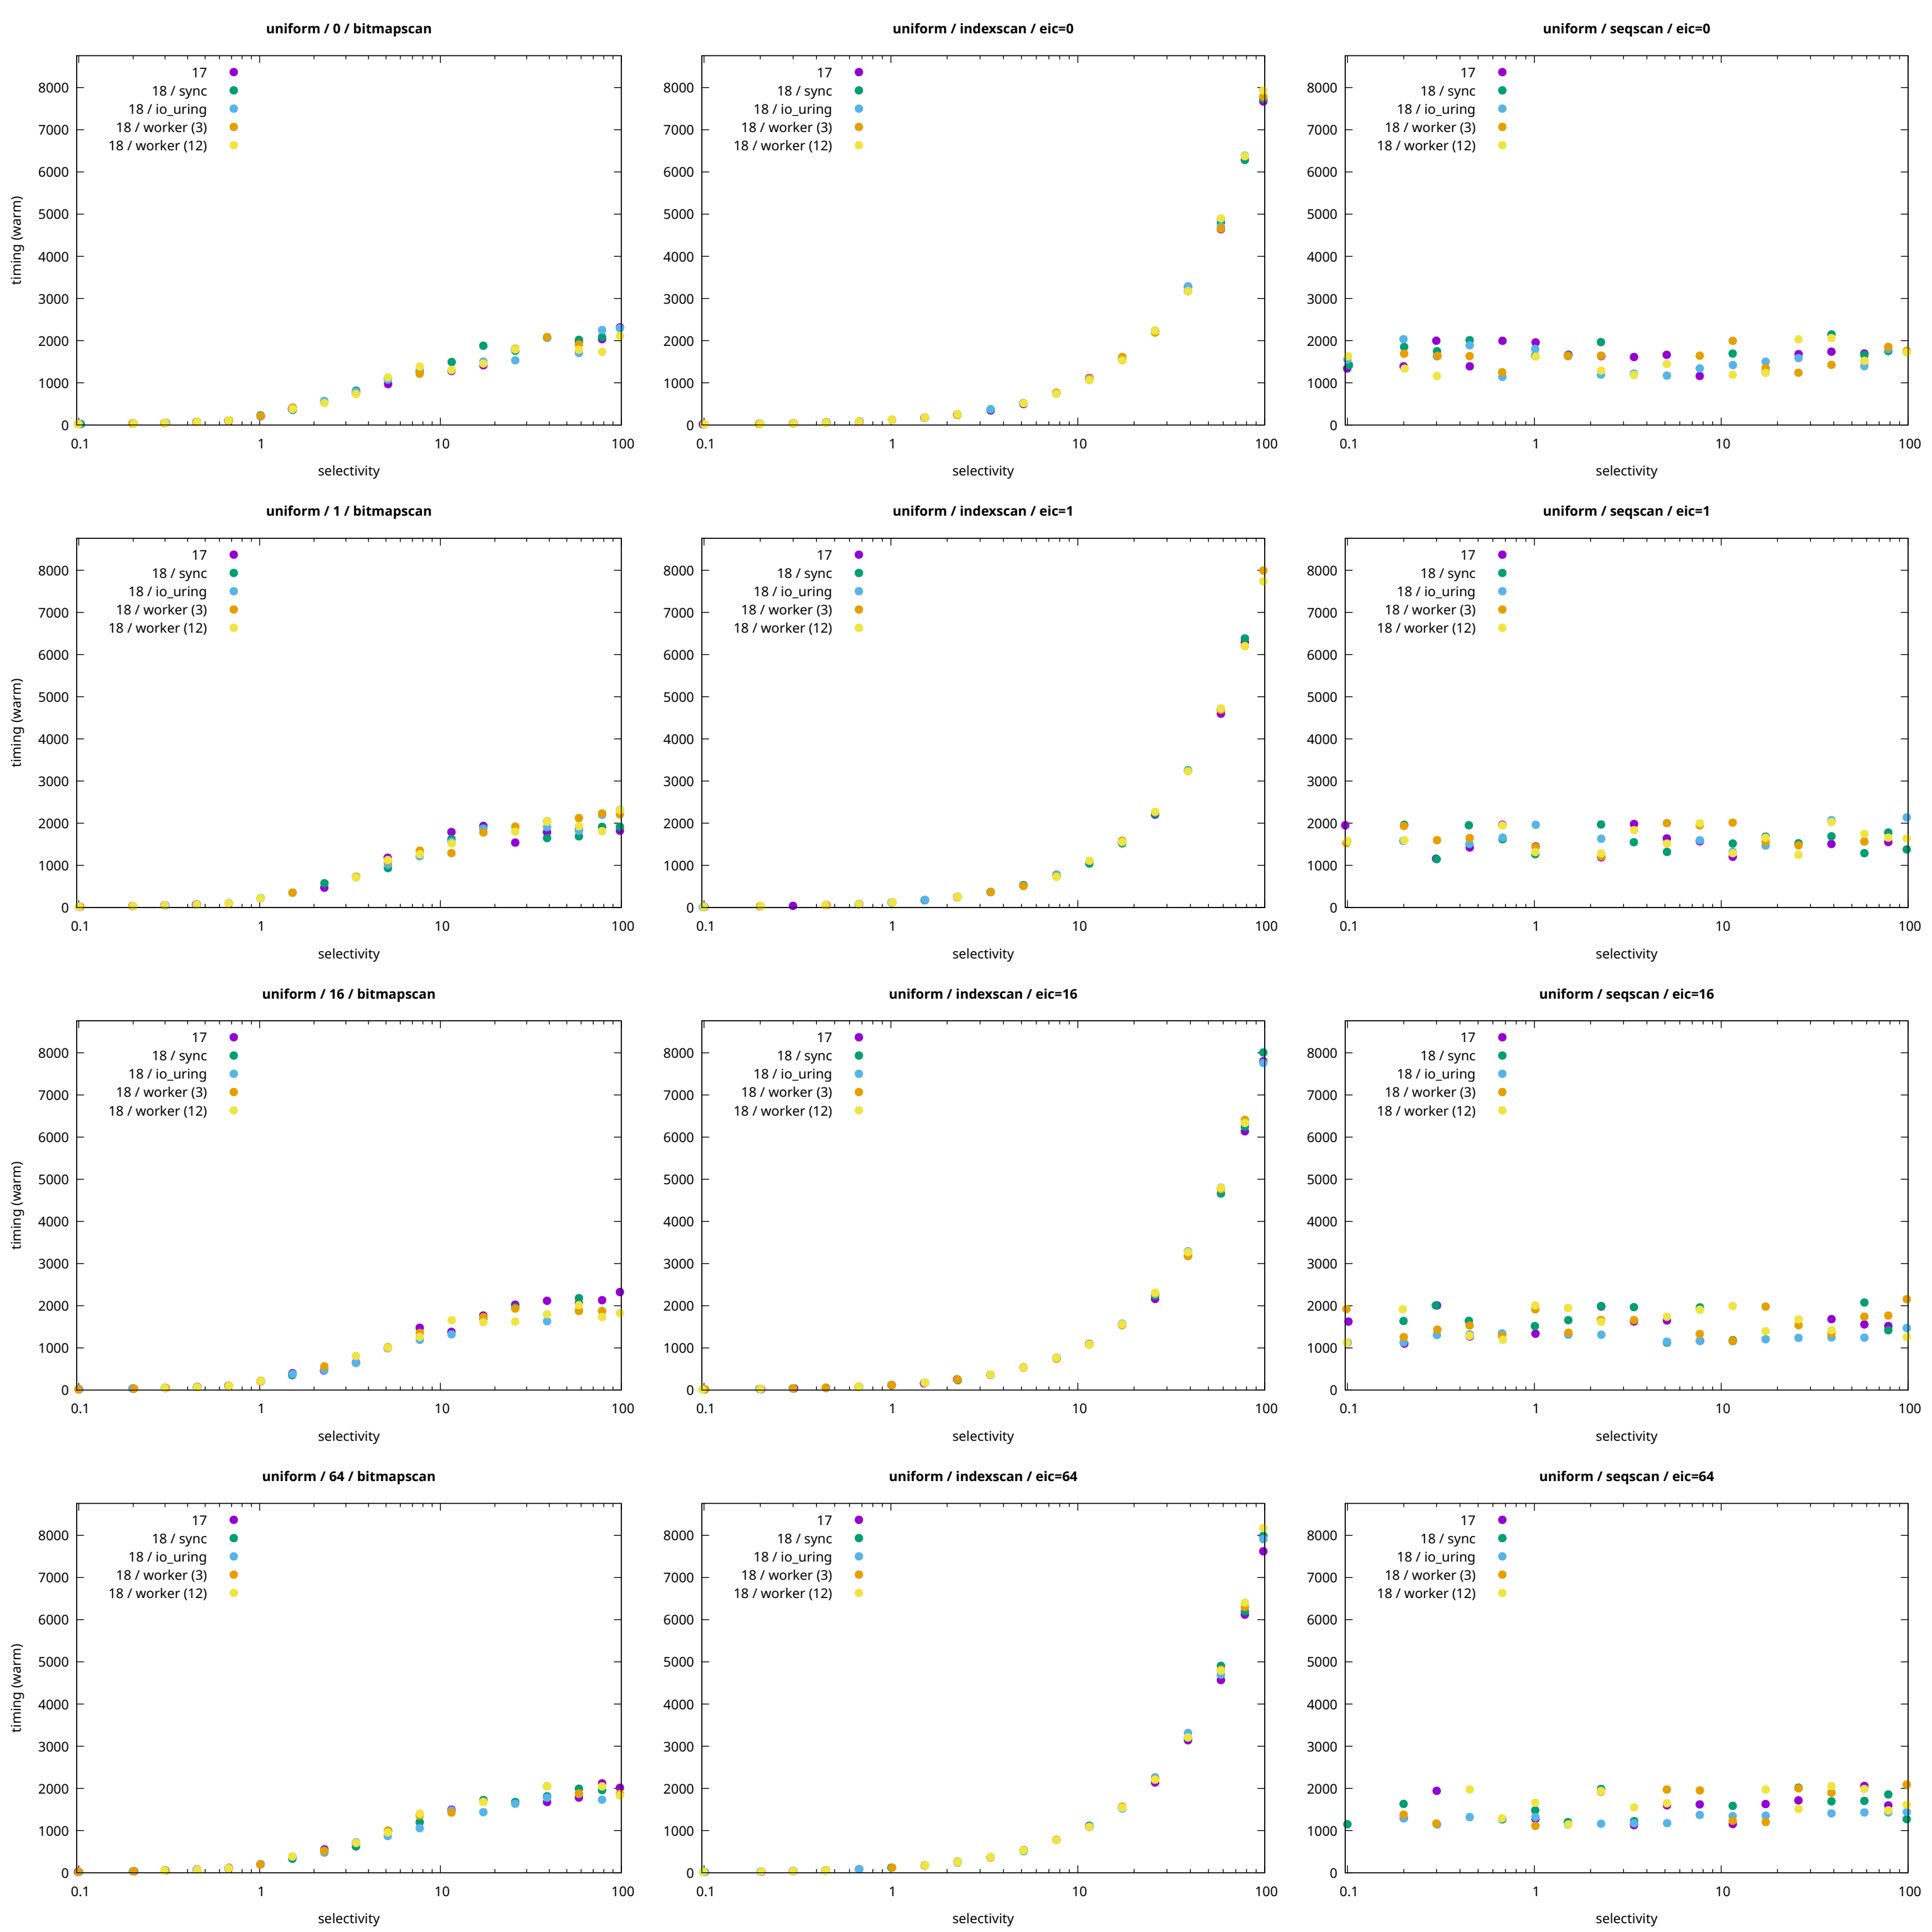 uniform / 0 / bitmapscan
timing (warm)
8000
7000
6000
5000
4000
3000
2000
1000
0
17
18 / sync
18 / io_uring
18 / worker (3)
18 / worker (12)
0.1 1 10 100
selectivity
uniform / indexscan / eic=0
8000
7000
6000
5000
4000
3000
2000
1000
0
17
18 / sync
18 / io_uring
18 / worker (3)
18 / worker (12)
0.1 1 10 100
selectivity
uniform / seqscan / eic=0
8000
7000
6000
5000
4000
3000
2000
1000
0
17
18 / sync
18 / io_uring
18 / worker (3)
18 / worker (12)
0.1 1 10 100
selectivity
uniform / 1 / bitmapscan
timing (warm)
8000
7000
6000
5000
4000
3000
2000
1000
0
17
18 / sync
18 / io_uring
18 / worker (3)
18 / worker (12)
0.1 1 10 100
selectivity
uniform / indexscan / eic=1
8000
7000
6000
5000
4000
3000
2000
1000
0
17
18 / sync
18 / io_uring
18 / worker (3)
18 / worker (12)
0.1 1 10 100
selectivity
uniform / seqscan / eic=1
8000
7000
6000
5000
4000
3000
2000
1000
0
17
18 / sync
18 / io_uring
18 / worker (3)
18 / worker (12)
0.1 1 10 100
selectivity
uniform / 16 / bitmapscan
timing (warm)
8000
7000
6000
5000
4000
3000
2000
1000
0
17
18 / sync
18 / io_uring
18 / worker (3)
18 / worker (12)
0.1 1 10 100
selectivity
uniform / indexscan / eic=16
8000
7000
6000
5000
4000
3000
2000
1000
0
17
18 / sync
18 / io_uring
18 / worker (3)
18 / worker (12)
0.1 1 10 100
selectivity
uniform / seqscan / eic=16
8000
7000
6000
5000
4000
3000
2000
1000
0
17
18 / sync
18 / io_uring
18 / worker (3)
18 / worker (12)
0.1 1 10 100
selectivity
uniform / 64 / bitmapscan
timing (warm)
8000
7000
6000
5000
4000
3000
2000
1000
0
17
18 / sync
18 / io_uring
18 / worker (3)
18 / worker (12)
0.1 1 10 100
selectivity
uniform / indexscan / eic=64
8000
7000
6000
5000
4000
3000
2000
1000
0
17
18 / sync
18 / io_uring
18 / worker (3)
18 / worker (12)
0.1 1 10 100
selectivity
uniform / seqscan / eic=64
8000
7000
6000
5000
4000
3000
2000
1000
0
17
18 / sync
18 / io_uring
18 / worker (3)
18 / worker (12)
0.1 1 10 100
selectivity